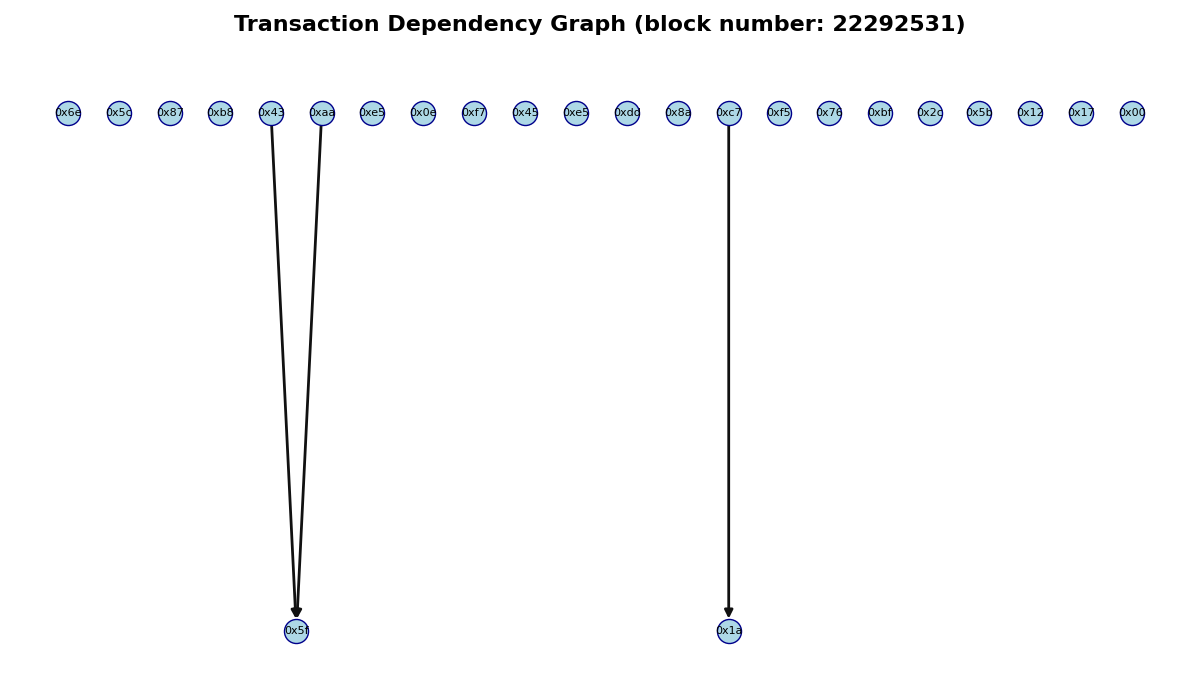 Transaction Dependency Graph (block number: 22292531)
0x6e 0x5c 0x87 0xb8 0x43 0xaa 0xe5 0x0e 0xf7 0x45 0xe5 0xdd 0x8a 0xc7 0xf5 0x76 0xbf 0x2c 0x5b 0x12 0x17 0x00
0x5f 0x1a